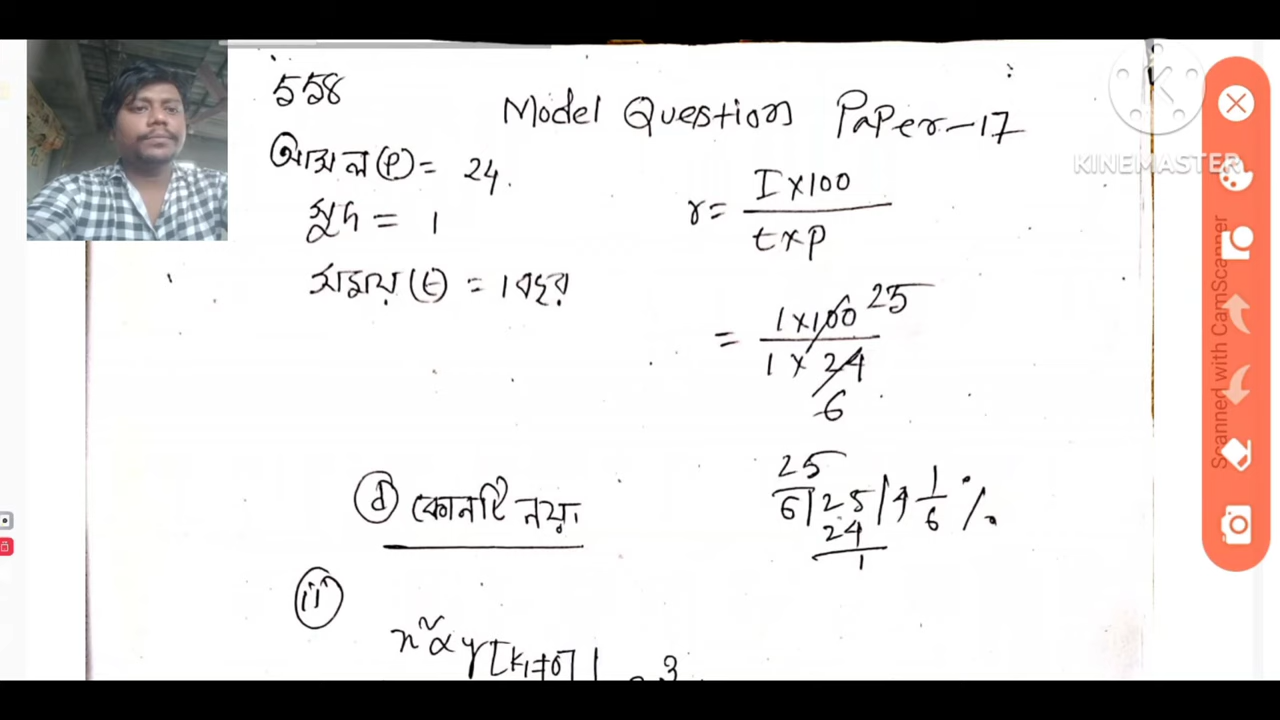 558
Model Question Paper-17
আসল(P) = 24.
সুদ = 1
সময়(t) = 1 বছর
r = I×100 / t×p
= 1×100 25 / 1×24 6
25
6 | 25 | 4 1/6 %
24
1
(d) কোনটি নয়।
(ii)
KINEMASTER
Scanned with CamScanner